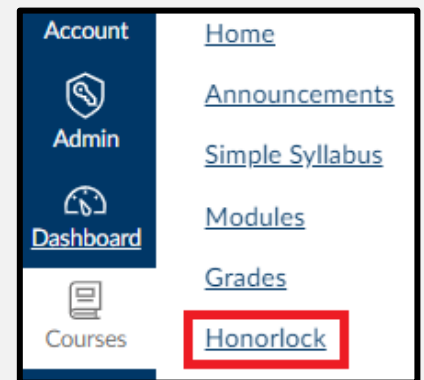 Account
Admin
Dashboard
Courses
Home
Announcements
Simple Syllabus
Modules
Grades
Honorlock